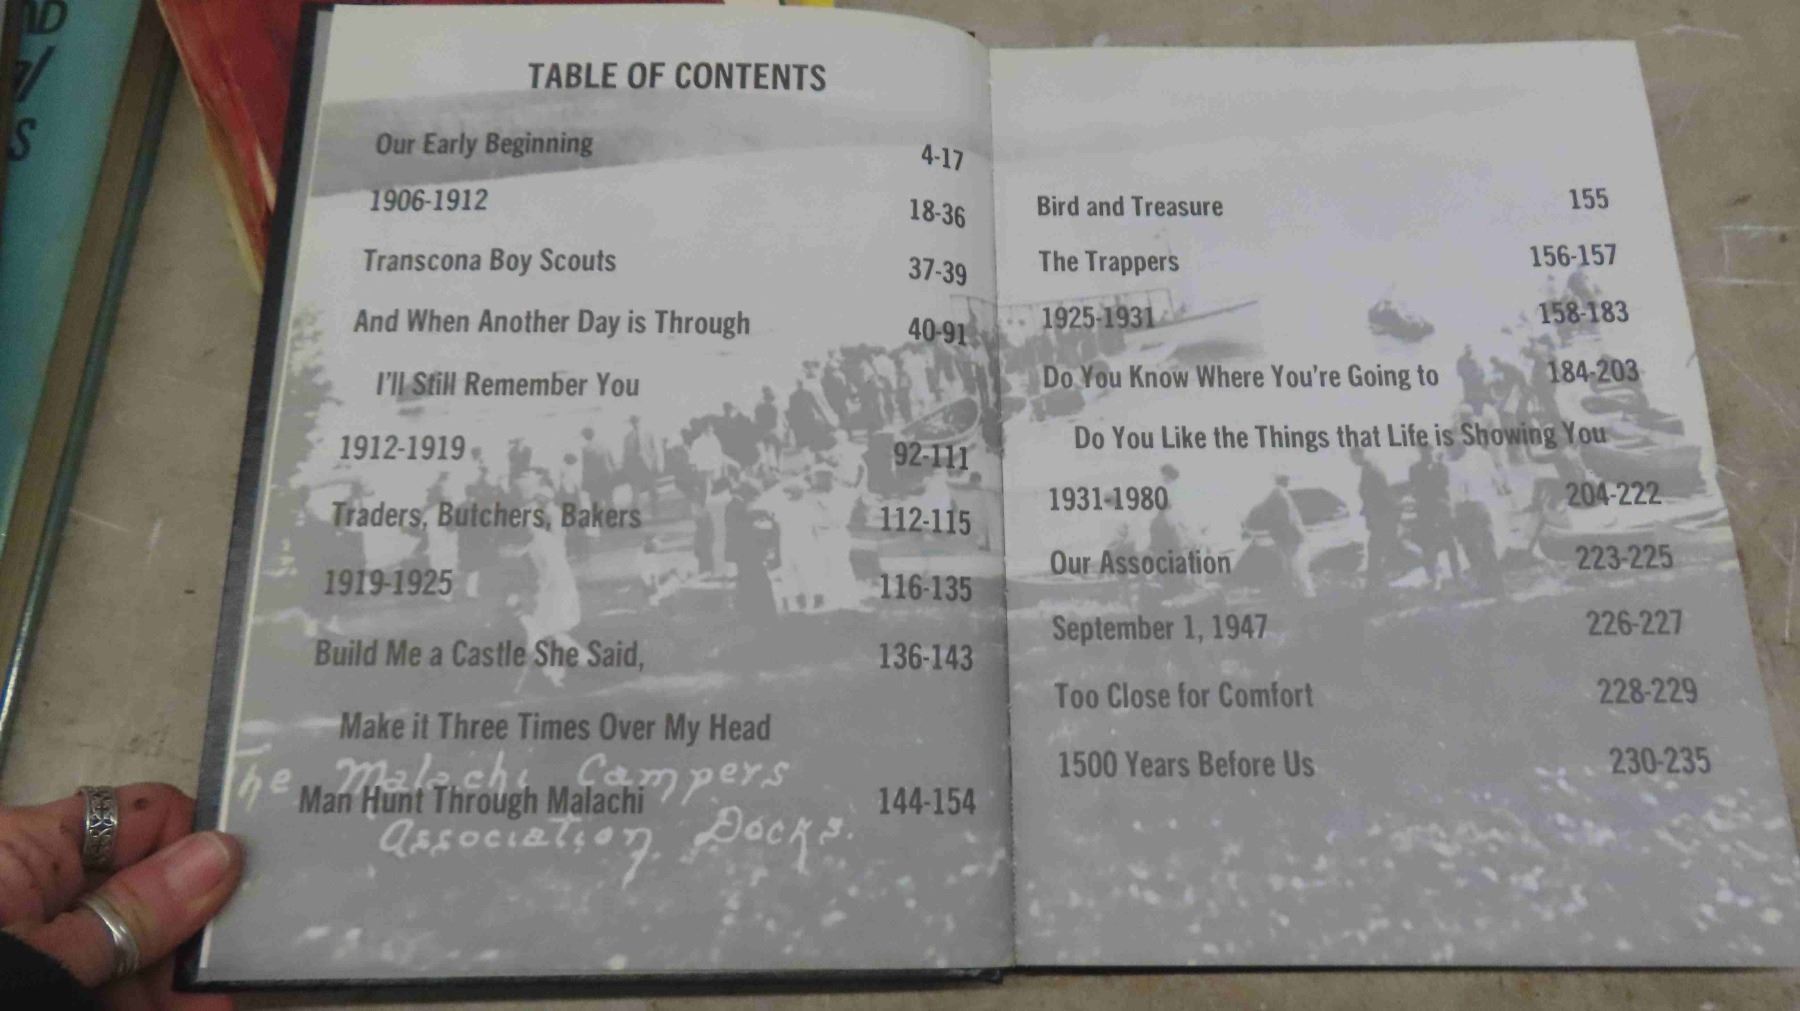 TABLE OF CONTENTS
Our Early Beginning 4-17
1906-1912 18-36
Transcona Boy Scouts 37-39
And When Another Day is Through 40-91
I'll Still Remember You
1912-1919 92-111
Traders, Butchers, Bakers 112-115
1919-1925 116-135
Build Me a Castle She Said, 136-143
Make it Three Times Over My Head
The Malachi Campers
Man Hunt Through Malachi 144-154
Association Docks.
Bird and Treasure 155
The Trappers 156-157
1925-1931 158-183
Do You Know Where You're Going to 184-203
Do You Like the Things that Life is Showing You
1931-1980 204-222
Our Association 223-225
September 1, 1947 226-227
Too Close for Comfort 228-229
1500 Years Before Us 230-235